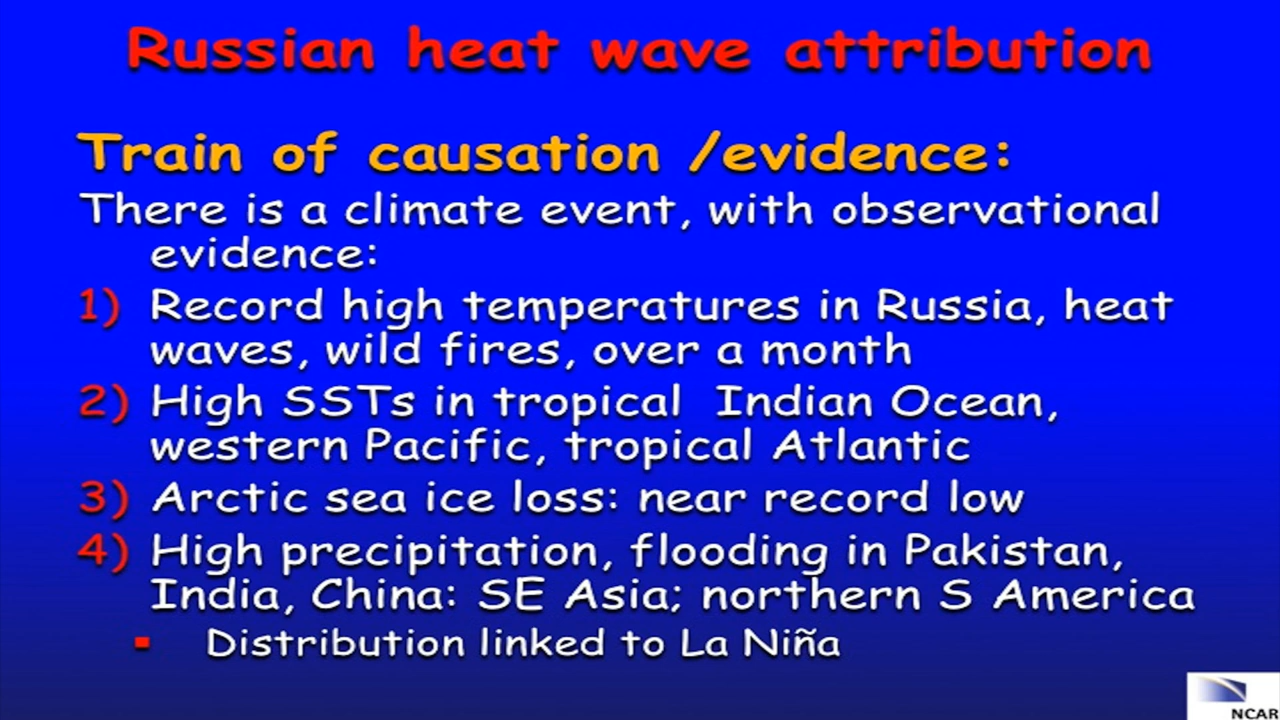 Russian heat wave attribution
Train of causation /evidence:
There is a climate event, with observational
evidence:
1) Record high temperatures in Russia, heat
waves, wild fires, over a month
2) High SSTs in tropical  Indian Ocean,
western Pacific, tropical Atlantic
3) Arctic sea ice loss: near record low
4) High precipitation, flooding in Pakistan,
India, China: SE Asia; northern S America
▪ Distribution linked to La Niña
NCAR